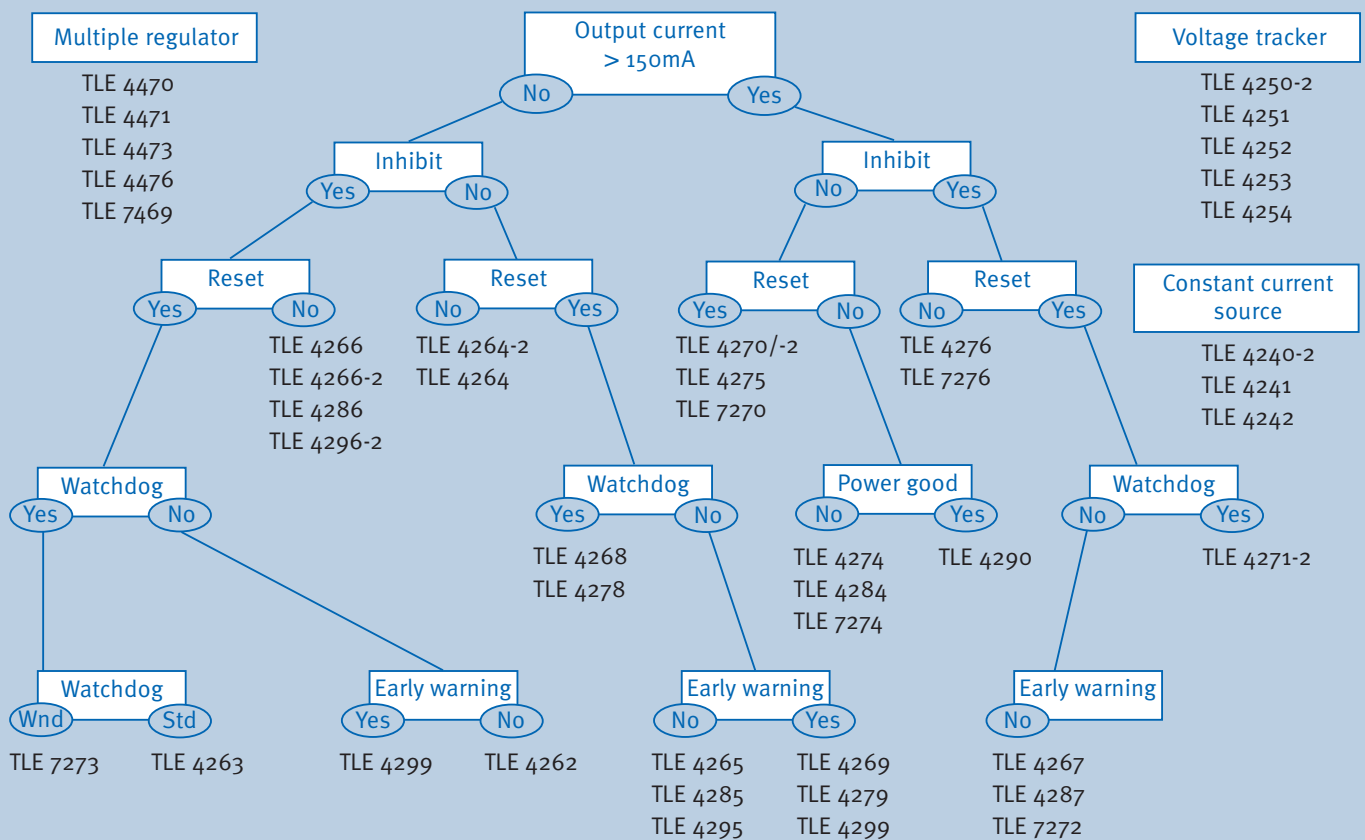 Multiple regulator
TLE 4470
TLE 4471
TLE 4473
TLE 4476
TLE 7469
Output current
> 150mA
No
Yes
Voltage tracker
TLE 4250-2
TLE 4251
TLE 4252
TLE 4253
TLE 4254
Inhibit
Yes
No
Inhibit
No
Yes
Reset
Yes
No
TLE 4266
TLE 4266-2
TLE 4286
TLE 4296-2
Reset
No
Yes
TLE 4264-2
TLE 4264
Reset
Yes
No
TLE 4270/-2
TLE 4275
TLE 7270
Reset
No
Yes
TLE 4276
TLE 7276
Constant current
source
TLE 4240-2
TLE 4241
TLE 4242
Watchdog
Yes
No
Watchdog
Yes
No
TLE 4268
TLE 4278
Power good
No
Yes
TLE 4274
TLE 4284
TLE 7274
TLE 4290
Watchdog
No
Yes
TLE 4271-2
Watchdog
Wnd
Std
TLE 7273
TLE 4263
Early warning
Yes
No
TLE 4299
TLE 4262
Early warning
No
Yes
TLE 4265
TLE 4285
TLE 4295
TLE 4269
TLE 4279
TLE 4299
Early warning
No
TLE 4267
TLE 4287
TLE 7272